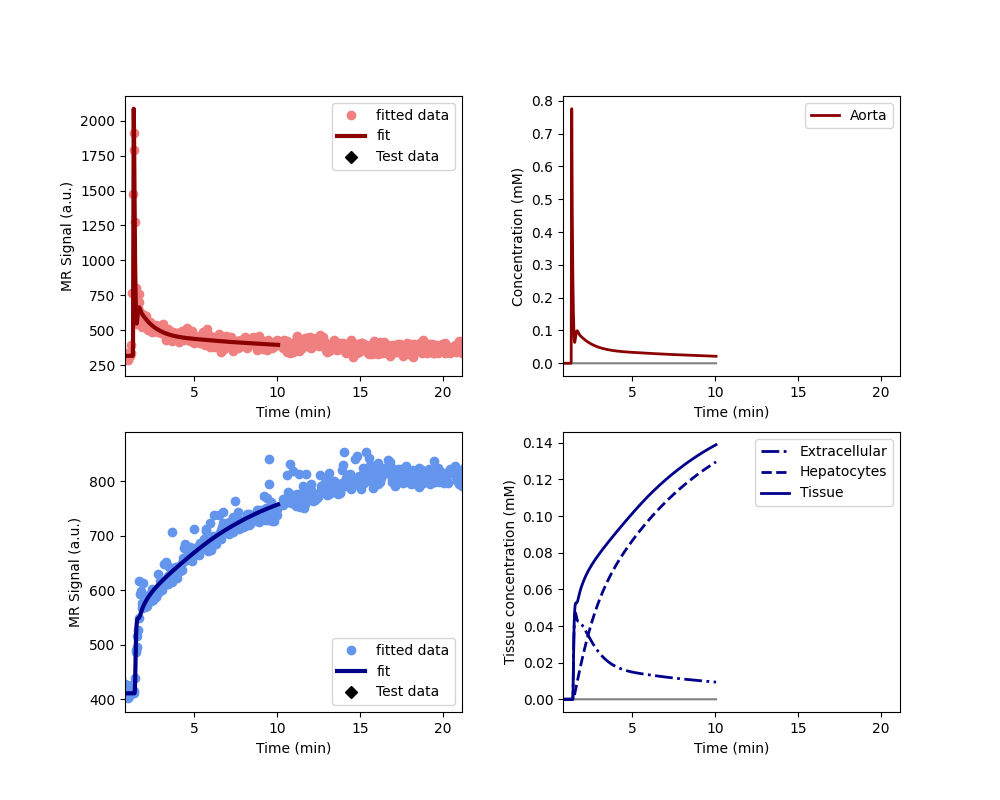 2000
1750
1500
1250
1000
750
500
250
MR Signal (a.u.)
fitted data
fit
Test data
5 10 15 20
Time (min)
0.8
0.7
0.6
0.5
0.4
0.3
0.2
0.1
0.0
Concentration (mM)
Aorta
5 10 15 20
Time (min)
800
700
600
500
400
MR Signal (a.u.)
fitted data
fit
Test data
5 10 15 20
Time (min)
0.14
0.12
0.10
0.08
0.06
0.04
0.02
0.00
Tissue concentration (mM)
Extracellular
Hepatocytes
Tissue
5 10 15 20
Time (min)